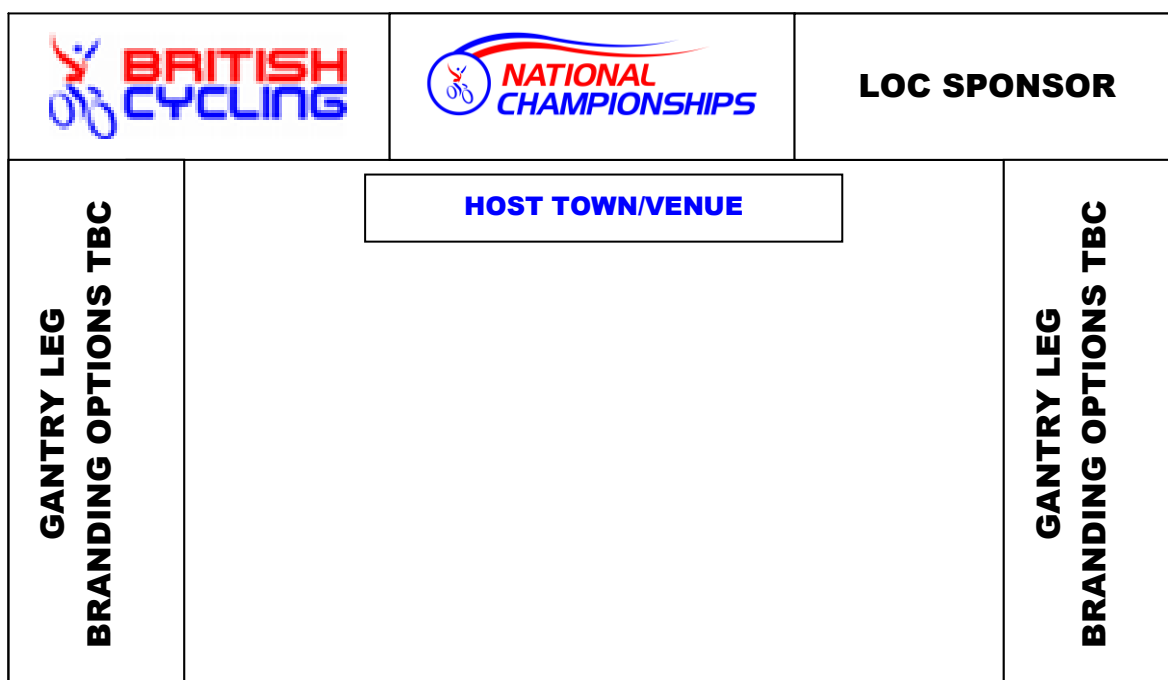 BRITISH
CYCLING
NATIONAL
CHAMPIONSHIPS
LOC SPONSOR
HOST TOWN/VENUE
GANTRY LEG
BRANDING OPTIONS TBC
GANTRY LEG
BRANDING OPTIONS TBC